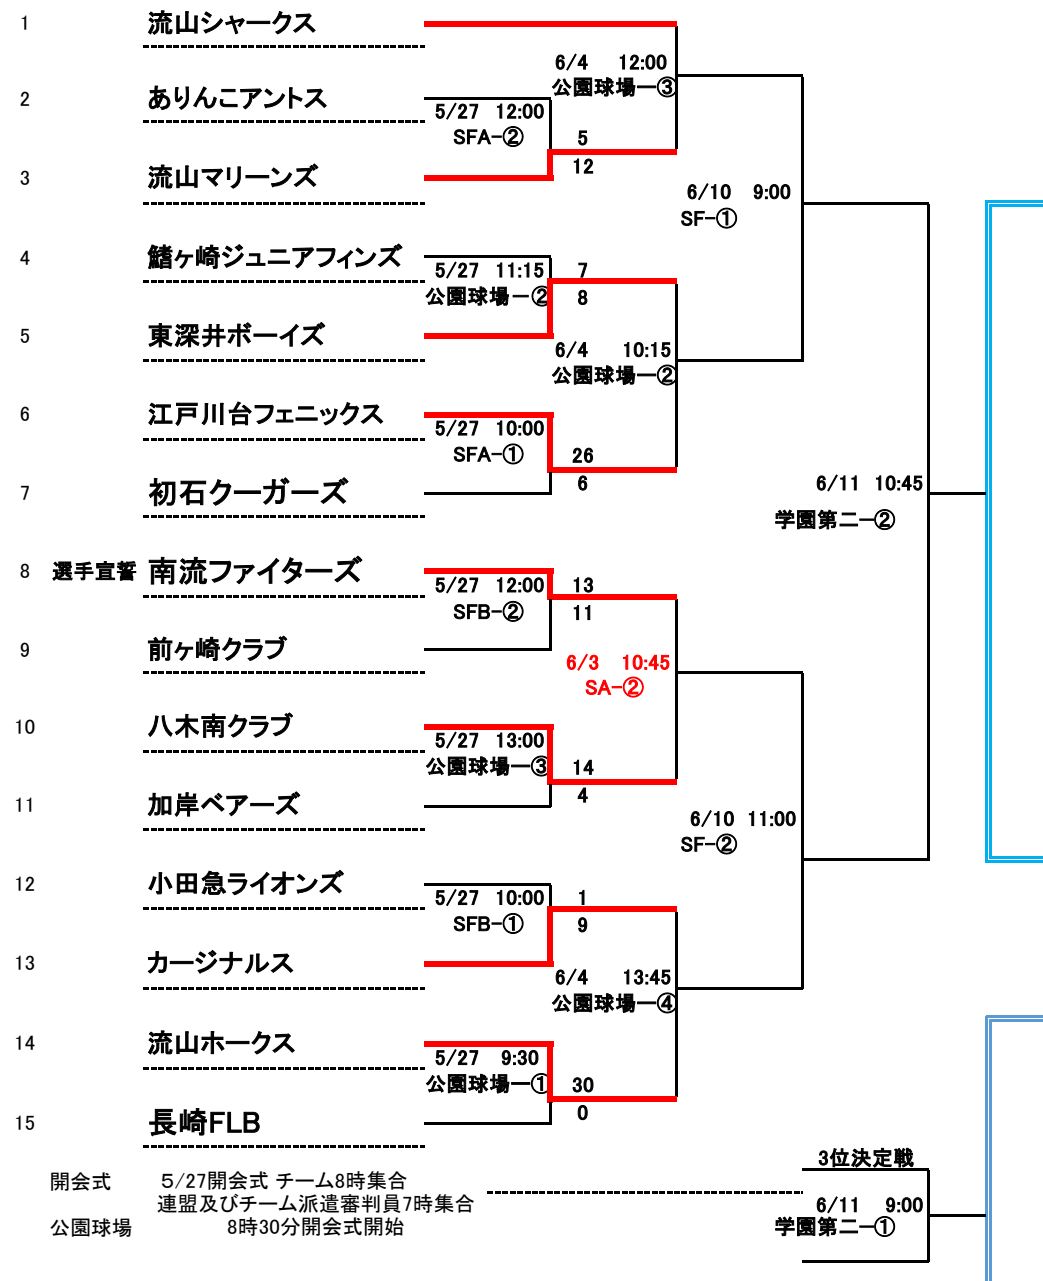 1 流山シャークス
6/4 12:00
公園球場ー③
2 ありんこアントス
5/27 12:00
SFA-②
5
12
3 流山マリーンズ
6/10 9:00
SF-①
4 鰭ヶ崎ジュニアフィンズ
5/27 11:15
公園球場ー②
7
8
5 東深井ボーイズ
6/4 10:15
公園球場ー②
6 江戸川台フェニックス
5/27 10:00
SFA-①
26
6
7 初石クーガーズ
6/11 10:45
学園第二ー②
8 選手宣誓 南流ファイターズ
5/27 12:00
SFB-②
13
11
9 前ヶ崎クラブ
6/3 10:45
SA-②
10 八木南クラブ
5/27 13:00
公園球場ー③
14
4
11 加岸ベアーズ
6/10 11:00
SF-②
12 小田急ライオンズ
5/27 10:00
SFB-①
1
9
13 カージナルス
6/4 13:45
公園球場ー④
14 流山ホークス
5/27 9:30
公園球場ー①
30
0
15 長崎FLB
3位決定戦
開会式 5/27開会式 チーム8時集合
連盟及びチーム派遣審判員7時集合
公園球場 8時30分開会式開始
6/11 9:00
学園第二ー①